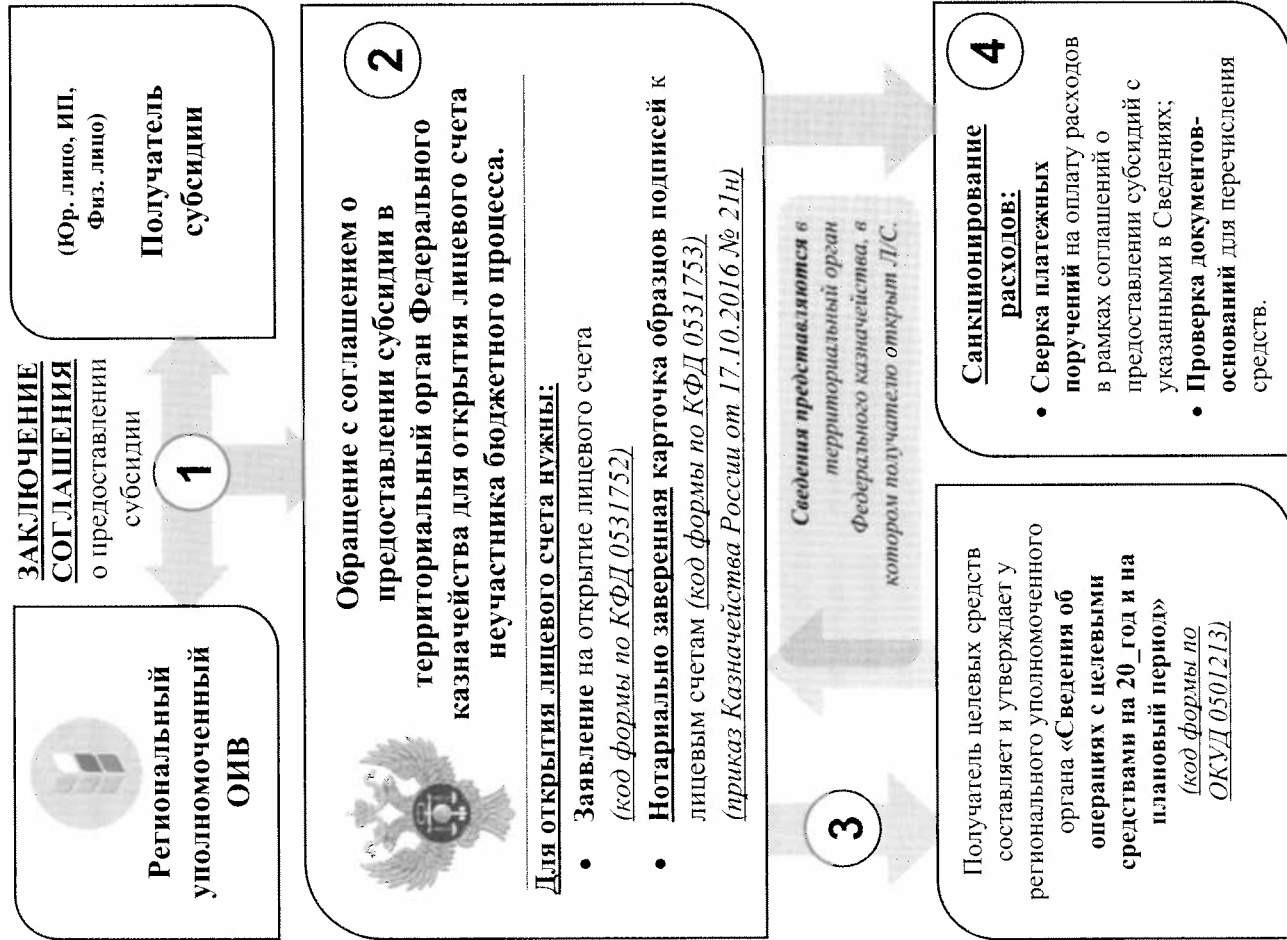 Региональный
уполномоченный
ОИВ
ЗАКЛЮЧЕНИЕ
СОГЛАШЕНИЯ
о предоставлении
субсидии
1
(Юр. лицо, ИП,
Физ. лицо)
Получатель
субсидии
2
Обращение с соглашением о
предоставлении субсидии в
территориальный орган Федерального
казначейства для открытия лицевого счета
неучастника бюджетного процесса.
Для открытия лицевого счета нужны:
• Заявление на открытие лицевого счета
(код формы по КФД 0531752)
• Нотариально заверенная карточка образцов подписей к
лицевым счетам (код формы по КФД 0531753)
(приказ Казначейства России от 17.10.2016 № 21н)
3
Сведения представляются в
территориальный орган
Федерального казначейства, в
котором получателю открыт Л/С.
Получатель целевых средств
составляет и утверждает у
регионального уполномоченного
органа «Сведения об
операциях с целевыми
средствами на 20_год и на
плановый период»
(код формы по
ОКУД 0501213)
4
Санкционирование
расходов:
• Сверка платежных
поручений на оплату расходов
в рамках соглашений о
предоставлении субсидий с
указанными в Сведениях;
• Проверка документов-
оснований для перечисления
средств.